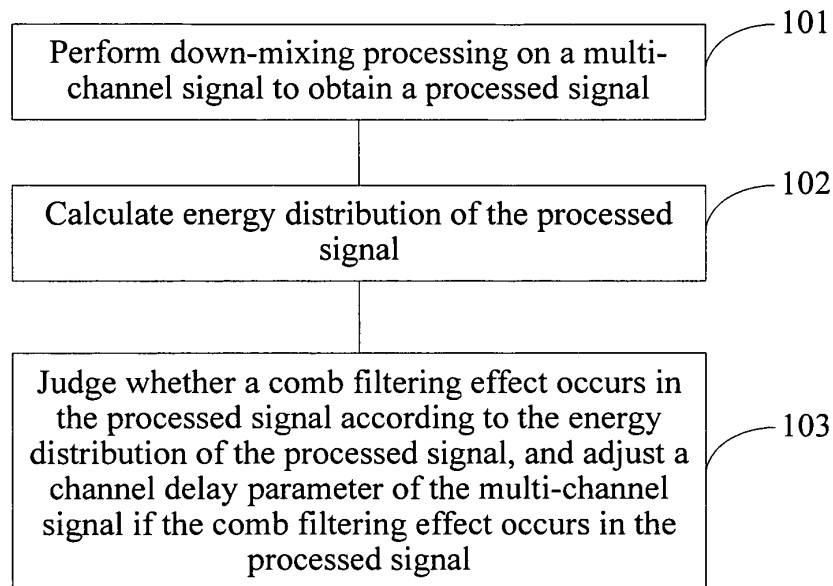 101
Perform down-mixing processing on a multi-
channel signal to obtain a processed signal
102
Calculate energy distribution of the processed
signal
103
Judge whether a comb filtering effect occurs in
the processed signal according to the energy
distribution of the processed signal, and adjust a
channel delay parameter of the multi-channel
signal if the comb filtering effect occurs in the
processed signal